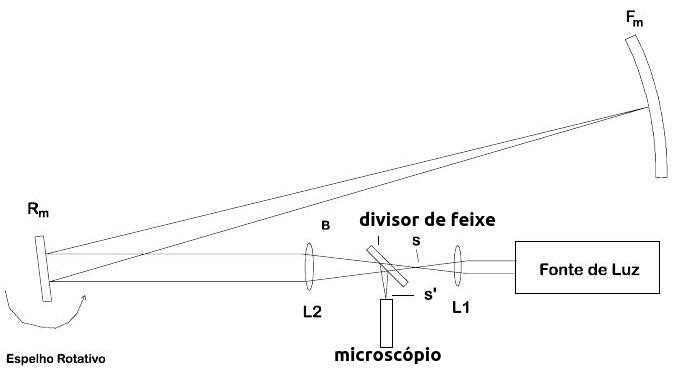 Fm
Rm
divisor de feixe
B
I
S
Fonte de Luz
S'
L2
L1
microscópio
Espelho Rotativo